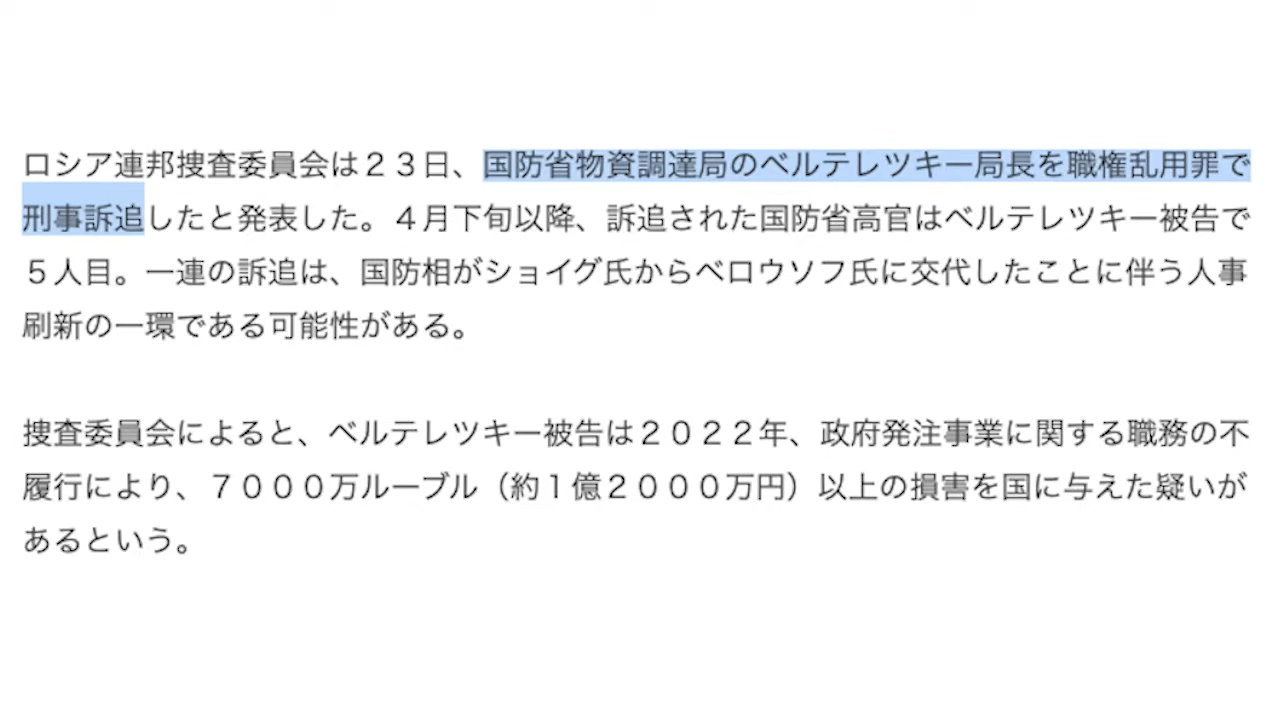 ロシア連邦捜査委員会は２３日、国防省物資調達局のベルテレツキー局長を職権乱用罪で
刑事訴追したと発表した。４月下旬以降、訴追された国防省高官はベルテレツキー被告で
５人目。一連の訴追は、国防相がショイグ氏からベロウソフ氏に交代したことに伴う人事
刷新の一環である可能性がある。
捜査委員会によると、ベルテレツキー被告は２０２２年、政府発注事業に関する職務の不
履行により、７０００万ルーブル（約１億２０００万円）以上の損害を国に与えた疑いが
あるという。